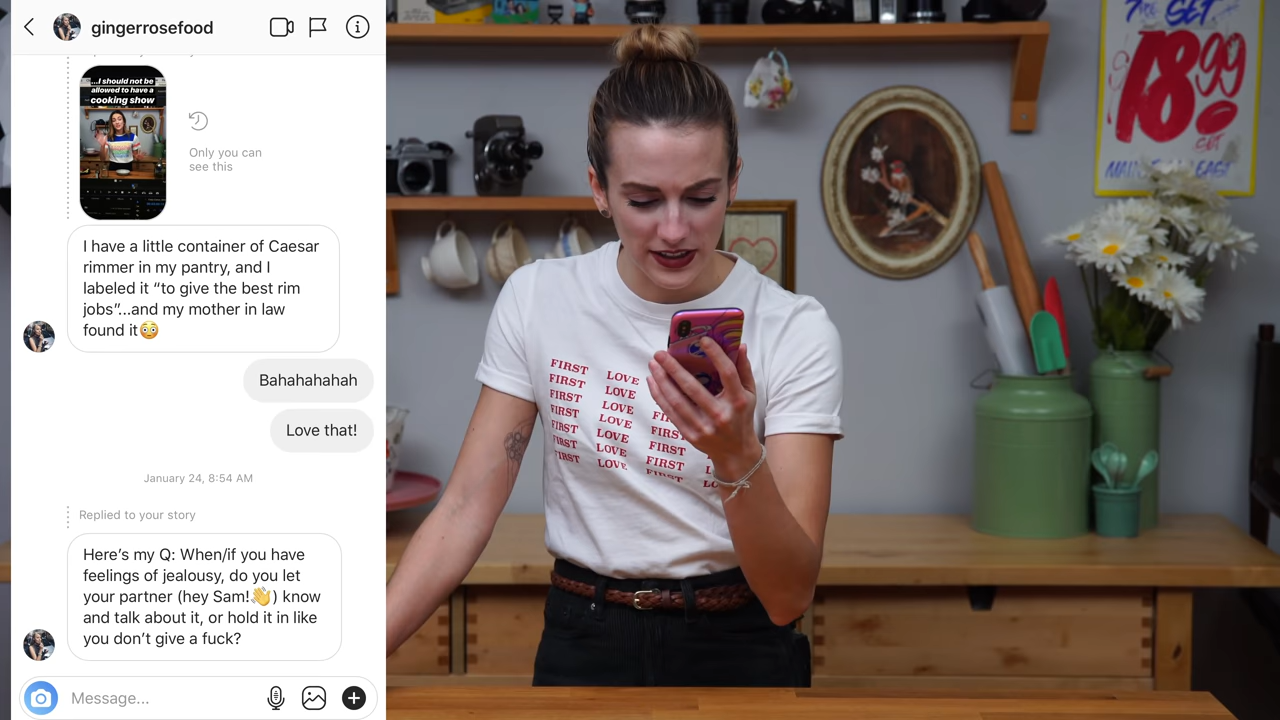 gingerrosefood
...I should not be
allowed to have a
cooking show
Only you can
see this
I have a little container of Caesar
rimmer in my pantry, and I
labeled it “to give the best rim
jobs”...and my mother in law
found it😳
Bahahahahah
Love that!
January 24, 8:54 AM
Replied to your story
Here’s my Q: When/if you have
feelings of jealousy, do you let
your partner (hey Sam!👋) know
and talk about it, or hold it in like
you don’t give a fuck?
Message...
FIRST LOVE
FIRST LOVE
FIRST LOVE
FIRST LOVE FIRST
FIRST LOVE FIRST
FIRST LOVE FIRST
FIRST LOVE FIRST
SET
18.99